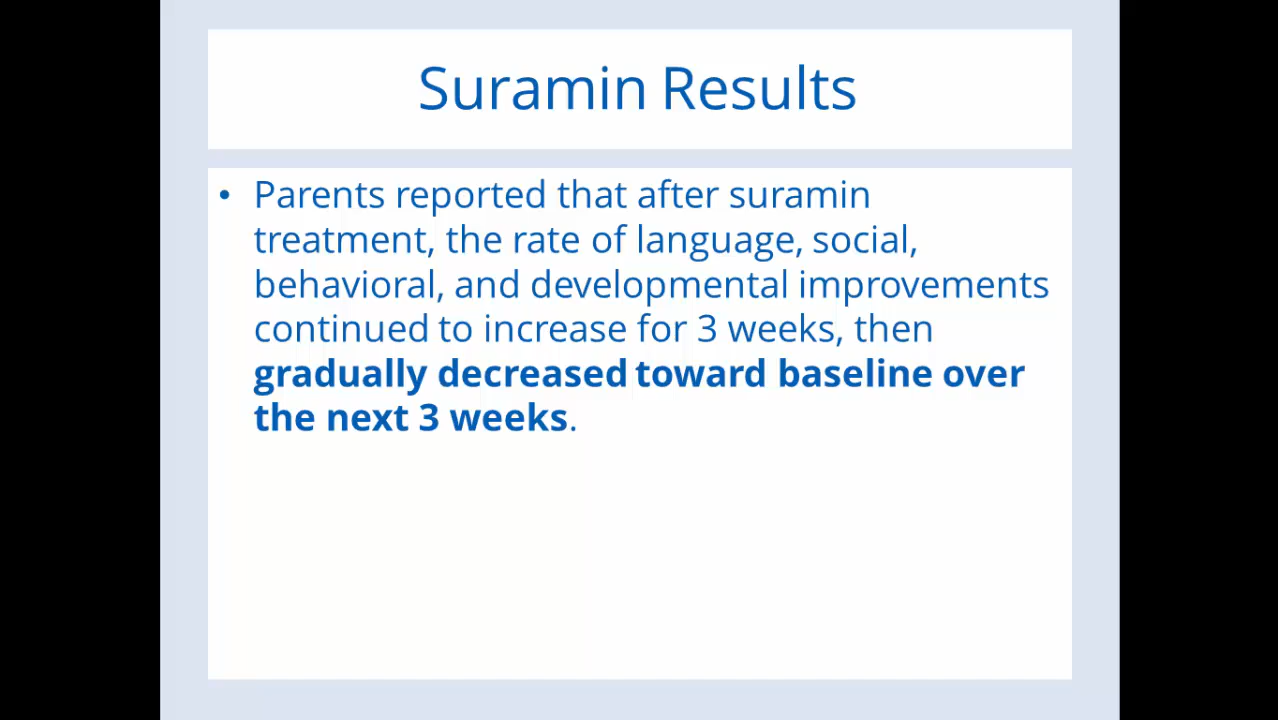 Suramin Results
• Parents reported that after suramin
treatment, the rate of language, social,
behavioral, and developmental improvements
continued to increase for 3 weeks, then
gradually decreased toward baseline over
the next 3 weeks.